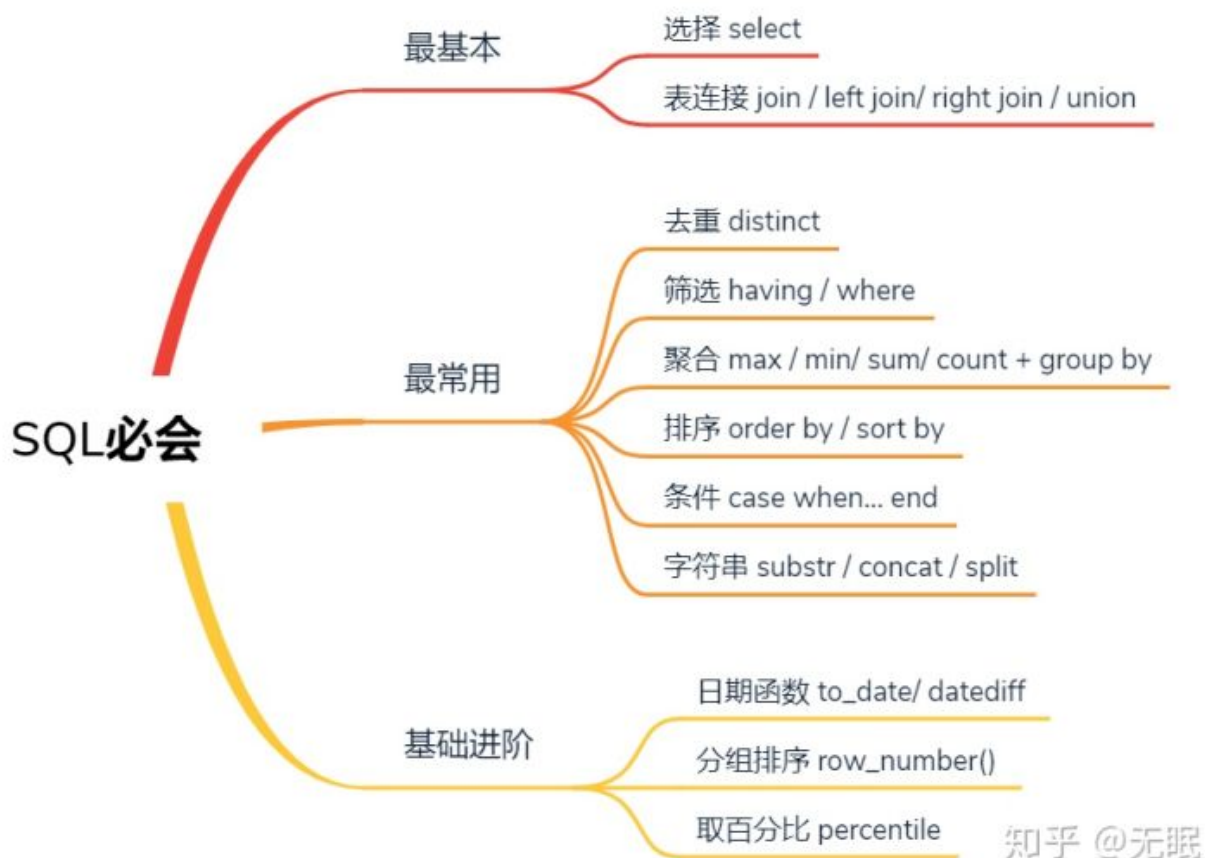 SQL必会
最基本
选择 select
表连接 join / left join/ right join / union
最常用
去重 distinct
筛选 having / where
聚合 max / min/ sum/ count + group by
排序 order by / sort by
条件 case when... end
字符串 substr / concat / split
基础进阶
日期函数 to_date/ datediff
分组排序 row_number()
取百分比 percentile
知乎 @无眠